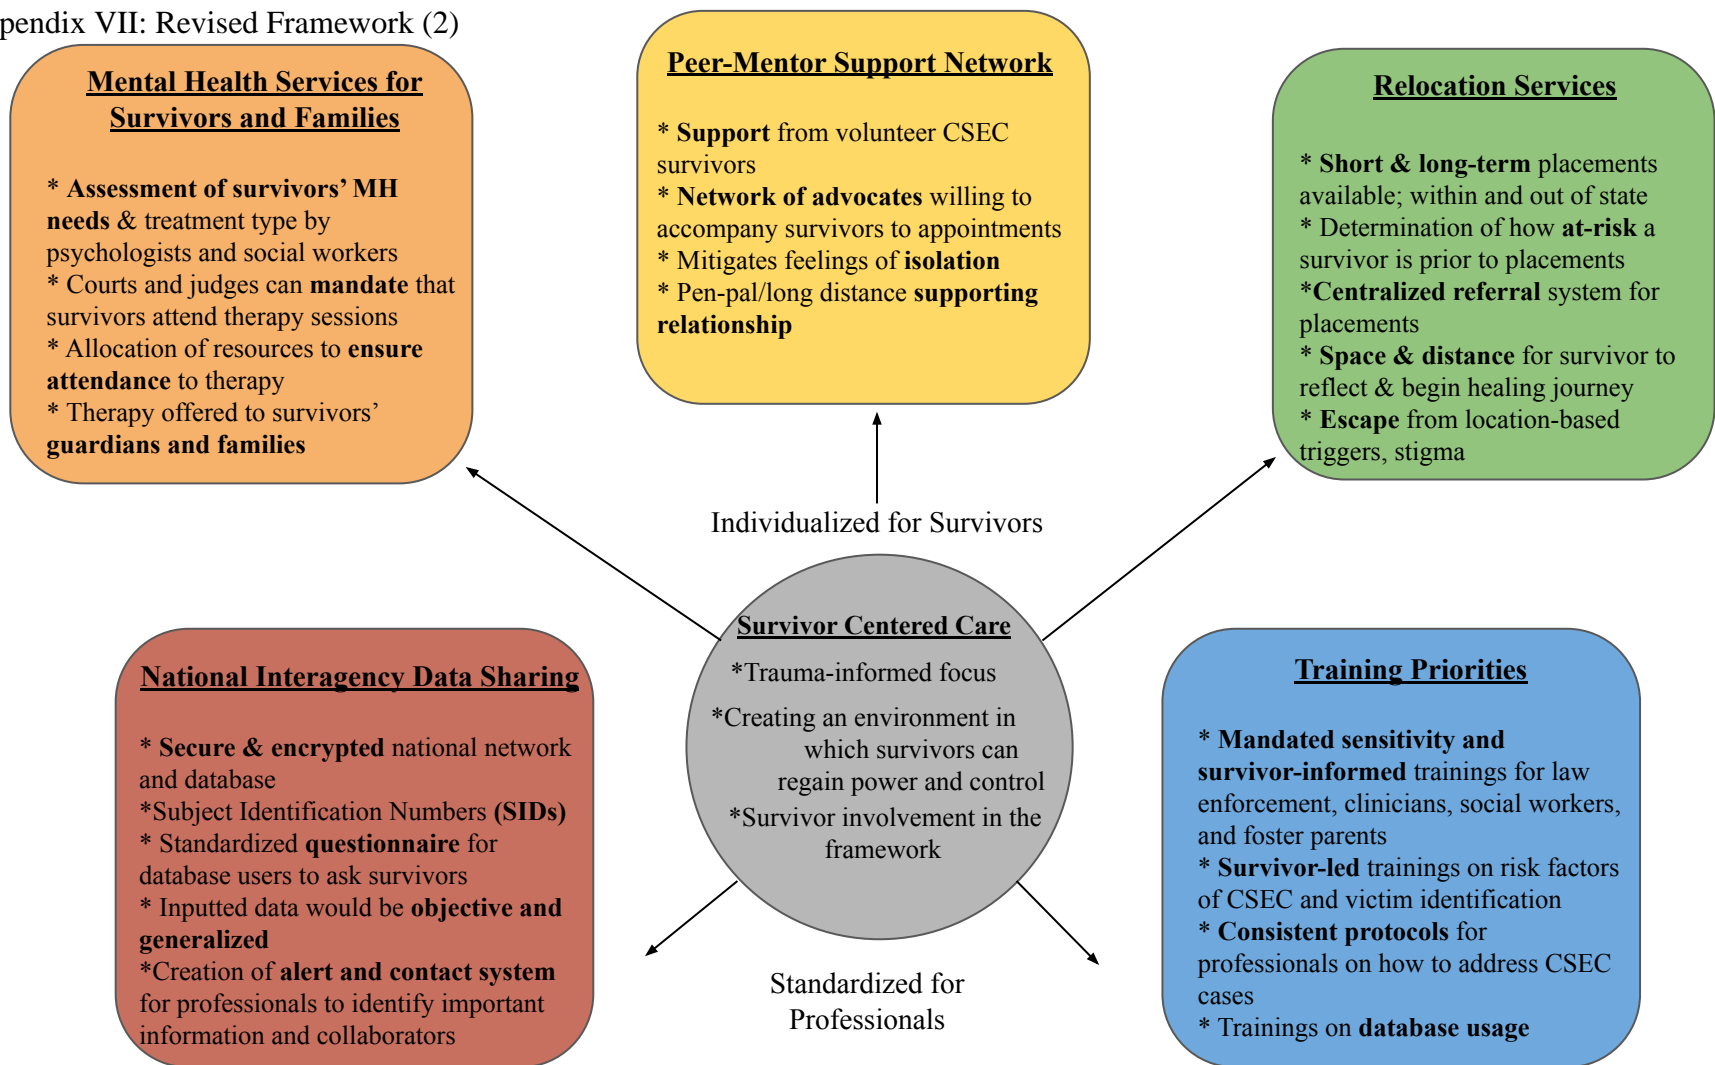 pendix VII: Revised Framework (2)
Mental Health Services for
Survivors and Families
* Assessment of survivors’ MH
needs & treatment type by
psychologists and social workers
* Courts and judges can mandate that
survivors attend therapy sessions
* Allocation of resources to ensure
attendance to therapy
* Therapy offered to survivors’
guardians and families
Peer-Mentor Support Network
* Support from volunteer CSEC
survivors
* Network of advocates willing to
accompany survivors to appointments
* Mitigates feelings of isolation
* Pen-pal/long distance supporting
relationship
Relocation Services
* Short & long-term placements
available; within and out of state
* Determination of how at-risk a
survivor is prior to placements
*Centralized referral system for
placements
* Space & distance for survivor to
reflect & begin healing journey
* Escape from location-based
triggers, stigma
Individualized for Survivors
Survivor Centered Care
*Trauma-informed focus
*Creating an environment in
which survivors can
regain power and control
*Survivor involvement in the
framework
National Interagency Data Sharing
* Secure & encrypted national network
and database
*Subject Identification Numbers (SIDs)
* Standardized questionnaire for
database users to ask survivors
* Inputted data would be objective and
generalized
*Creation of alert and contact system
for professionals to identify important
information and collaborators
Standardized for
Professionals
Training Priorities
* Mandated sensitivity and
survivor-informed trainings for law
enforcement, clinicians, social workers,
and foster parents
* Survivor-led trainings on risk factors
of CSEC and victim identification
* Consistent protocols for
professionals on how to address CSEC
cases
* Trainings on database usage